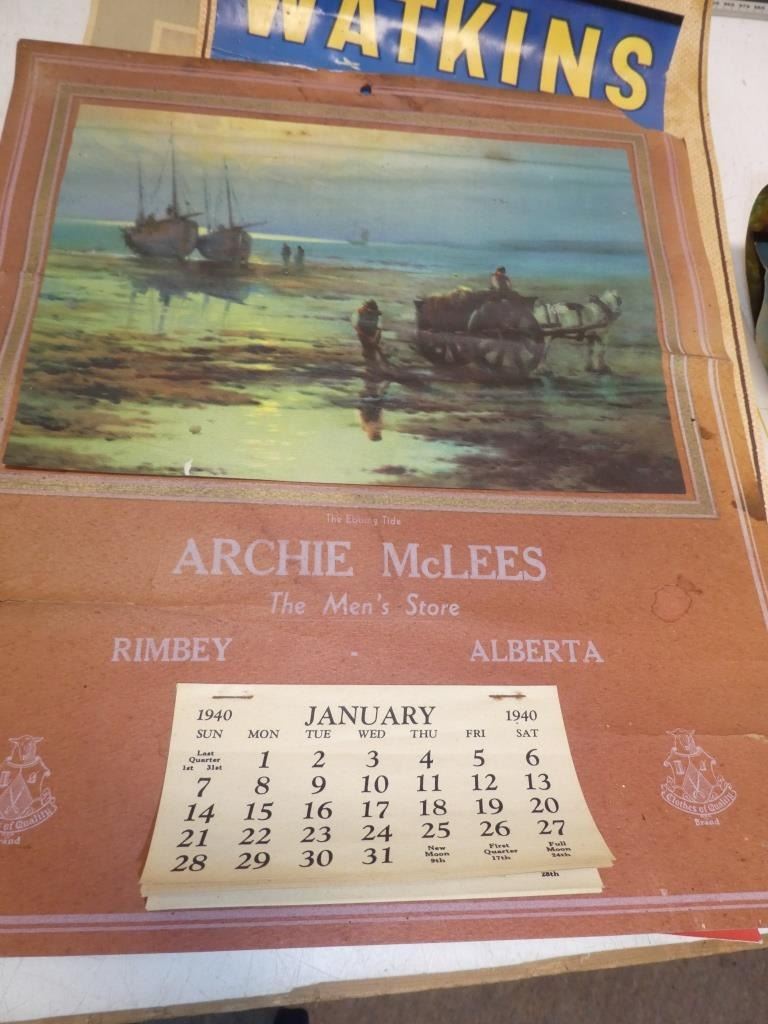 WATKINS
The Ebbing Tide
ARCHIE McLEES
The Men's Store
RIMBEY - ALBERTA
1940 JANUARY 1940
SUN MON TUE WED THU FRI SAT
Last Quarter 1st 31st 1 2 3 4 5 6
7 8 9 10 11 12 13
14 15 16 17 18 19 20
21 22 23 24 25 26 27
28 29 30 31 New Moon 9th First Quarter 17th Full Moon 24th
28th
s of Quality
Brand
Clothes of Quality
Brand